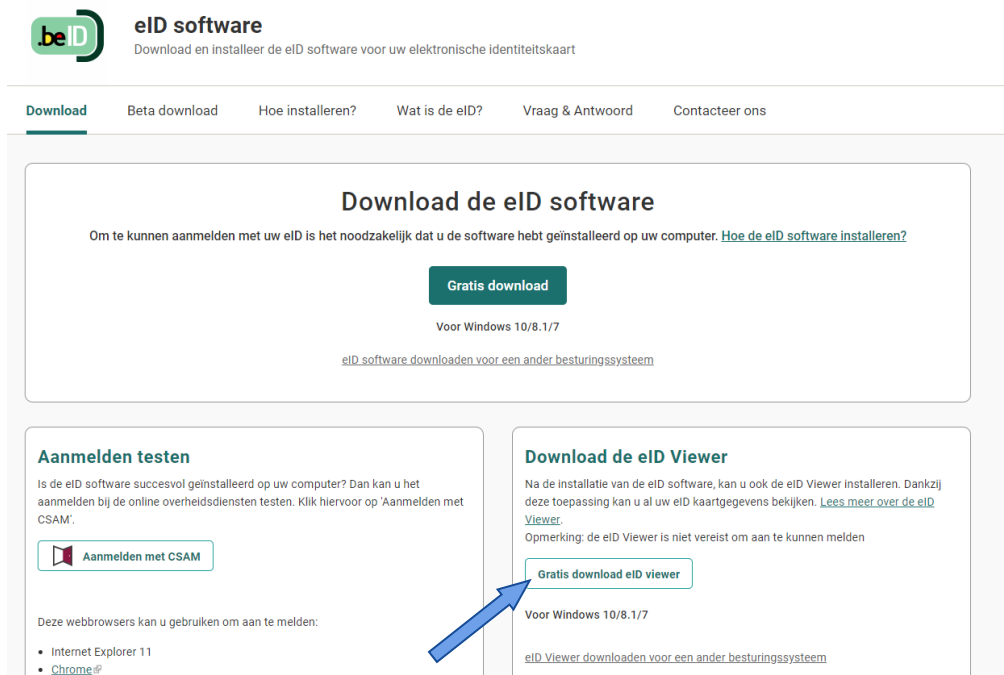 .beID
eID software
Download en installeer de eID software voor uw elektronische identiteitskaart
Download
Beta download
Hoe installeren?
Wat is de eID?
Vraag & Antwoord
Contacteer ons
Download de eID software
Om te kunnen aanmelden met uw eID is het noodzakelijk dat u de software hebt geïnstalleerd op uw computer. Hoe de eID software installeren?
Gratis download
Voor Windows 10/8.1/7
eID software downloaden voor een ander besturingssysteem
Aanmelden testen
Is de eID software succesvol geïnstalleerd op uw computer? Dan kan u het
aanmelden bij de online overheidsdiensten testen. Klik hiervoor op 'Aanmelden met
CSAM'.
Aanmelden met CSAM
Deze webbrowsers kan u gebruiken om aan te melden:
• Internet Explorer 11
• Chrome
Download de eID Viewer
Na de installatie van de eID software, kan u ook de eID Viewer installeren. Dankzij
deze toepassing kan u al uw eID kaartgegevens bekijken. Lees meer over de eID
Viewer.
Opmerking: de eID Viewer is niet vereist om aan te kunnen melden
Gratis download eID viewer
Voor Windows 10/8.1/7
eID Viewer downloaden voor een ander besturingssysteem